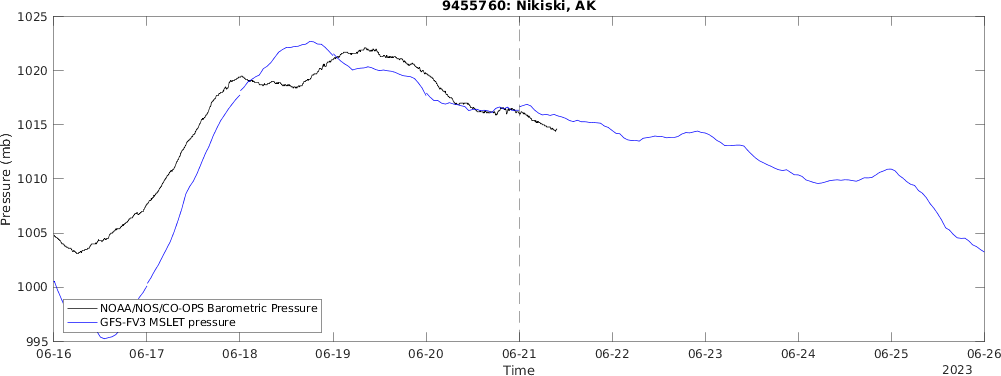 9455760: Nikiski, AK
Pressure (mb)
1025
1020
1015
1010
1005
1000
995
NOAA/NOS/CO-OPS Barometric Pressure
GFS-FV3 MSLET pressure
06-16 06-17 06-18 06-19 06-20 06-21 06-22 06-23 06-24 06-25 06-26
Time
2023